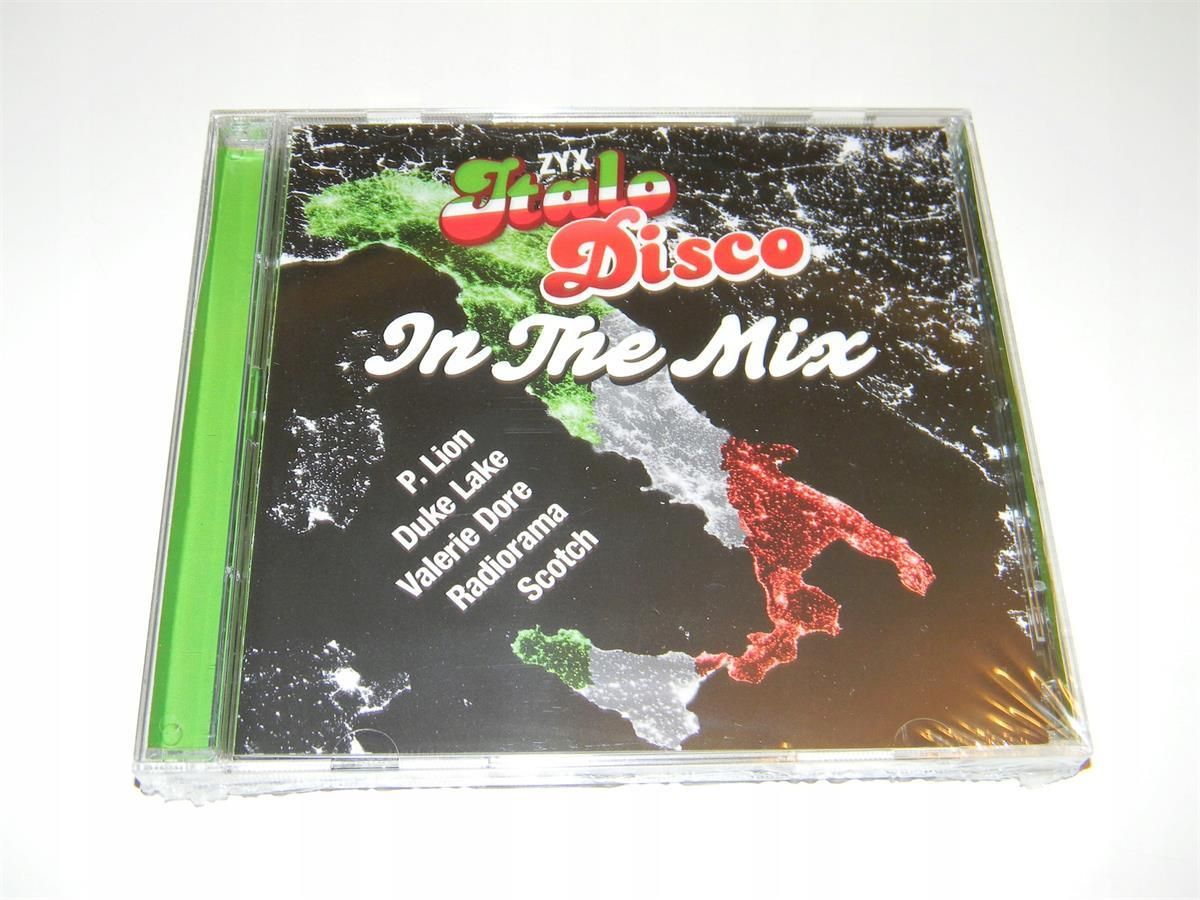 ZYX
Italo
Disco
In The Mix
P. Lion
Duke Lake
Valerie Dore
Radiorama
Scotch